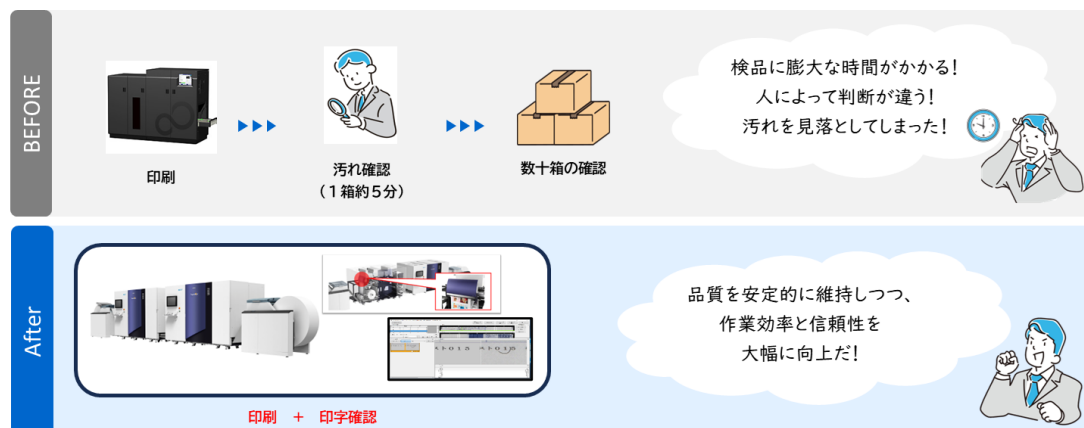 BEFORE
検品に膨大な時間がかかる！
人によって判断が違う！
汚れを見落としてしまった！
印刷
汚れ確認
（１箱約５分）
数十箱の確認
After
品質を安定的に維持しつつ、
作業効率と信頼性を
大幅に向上だ！
印刷　＋　印字確認